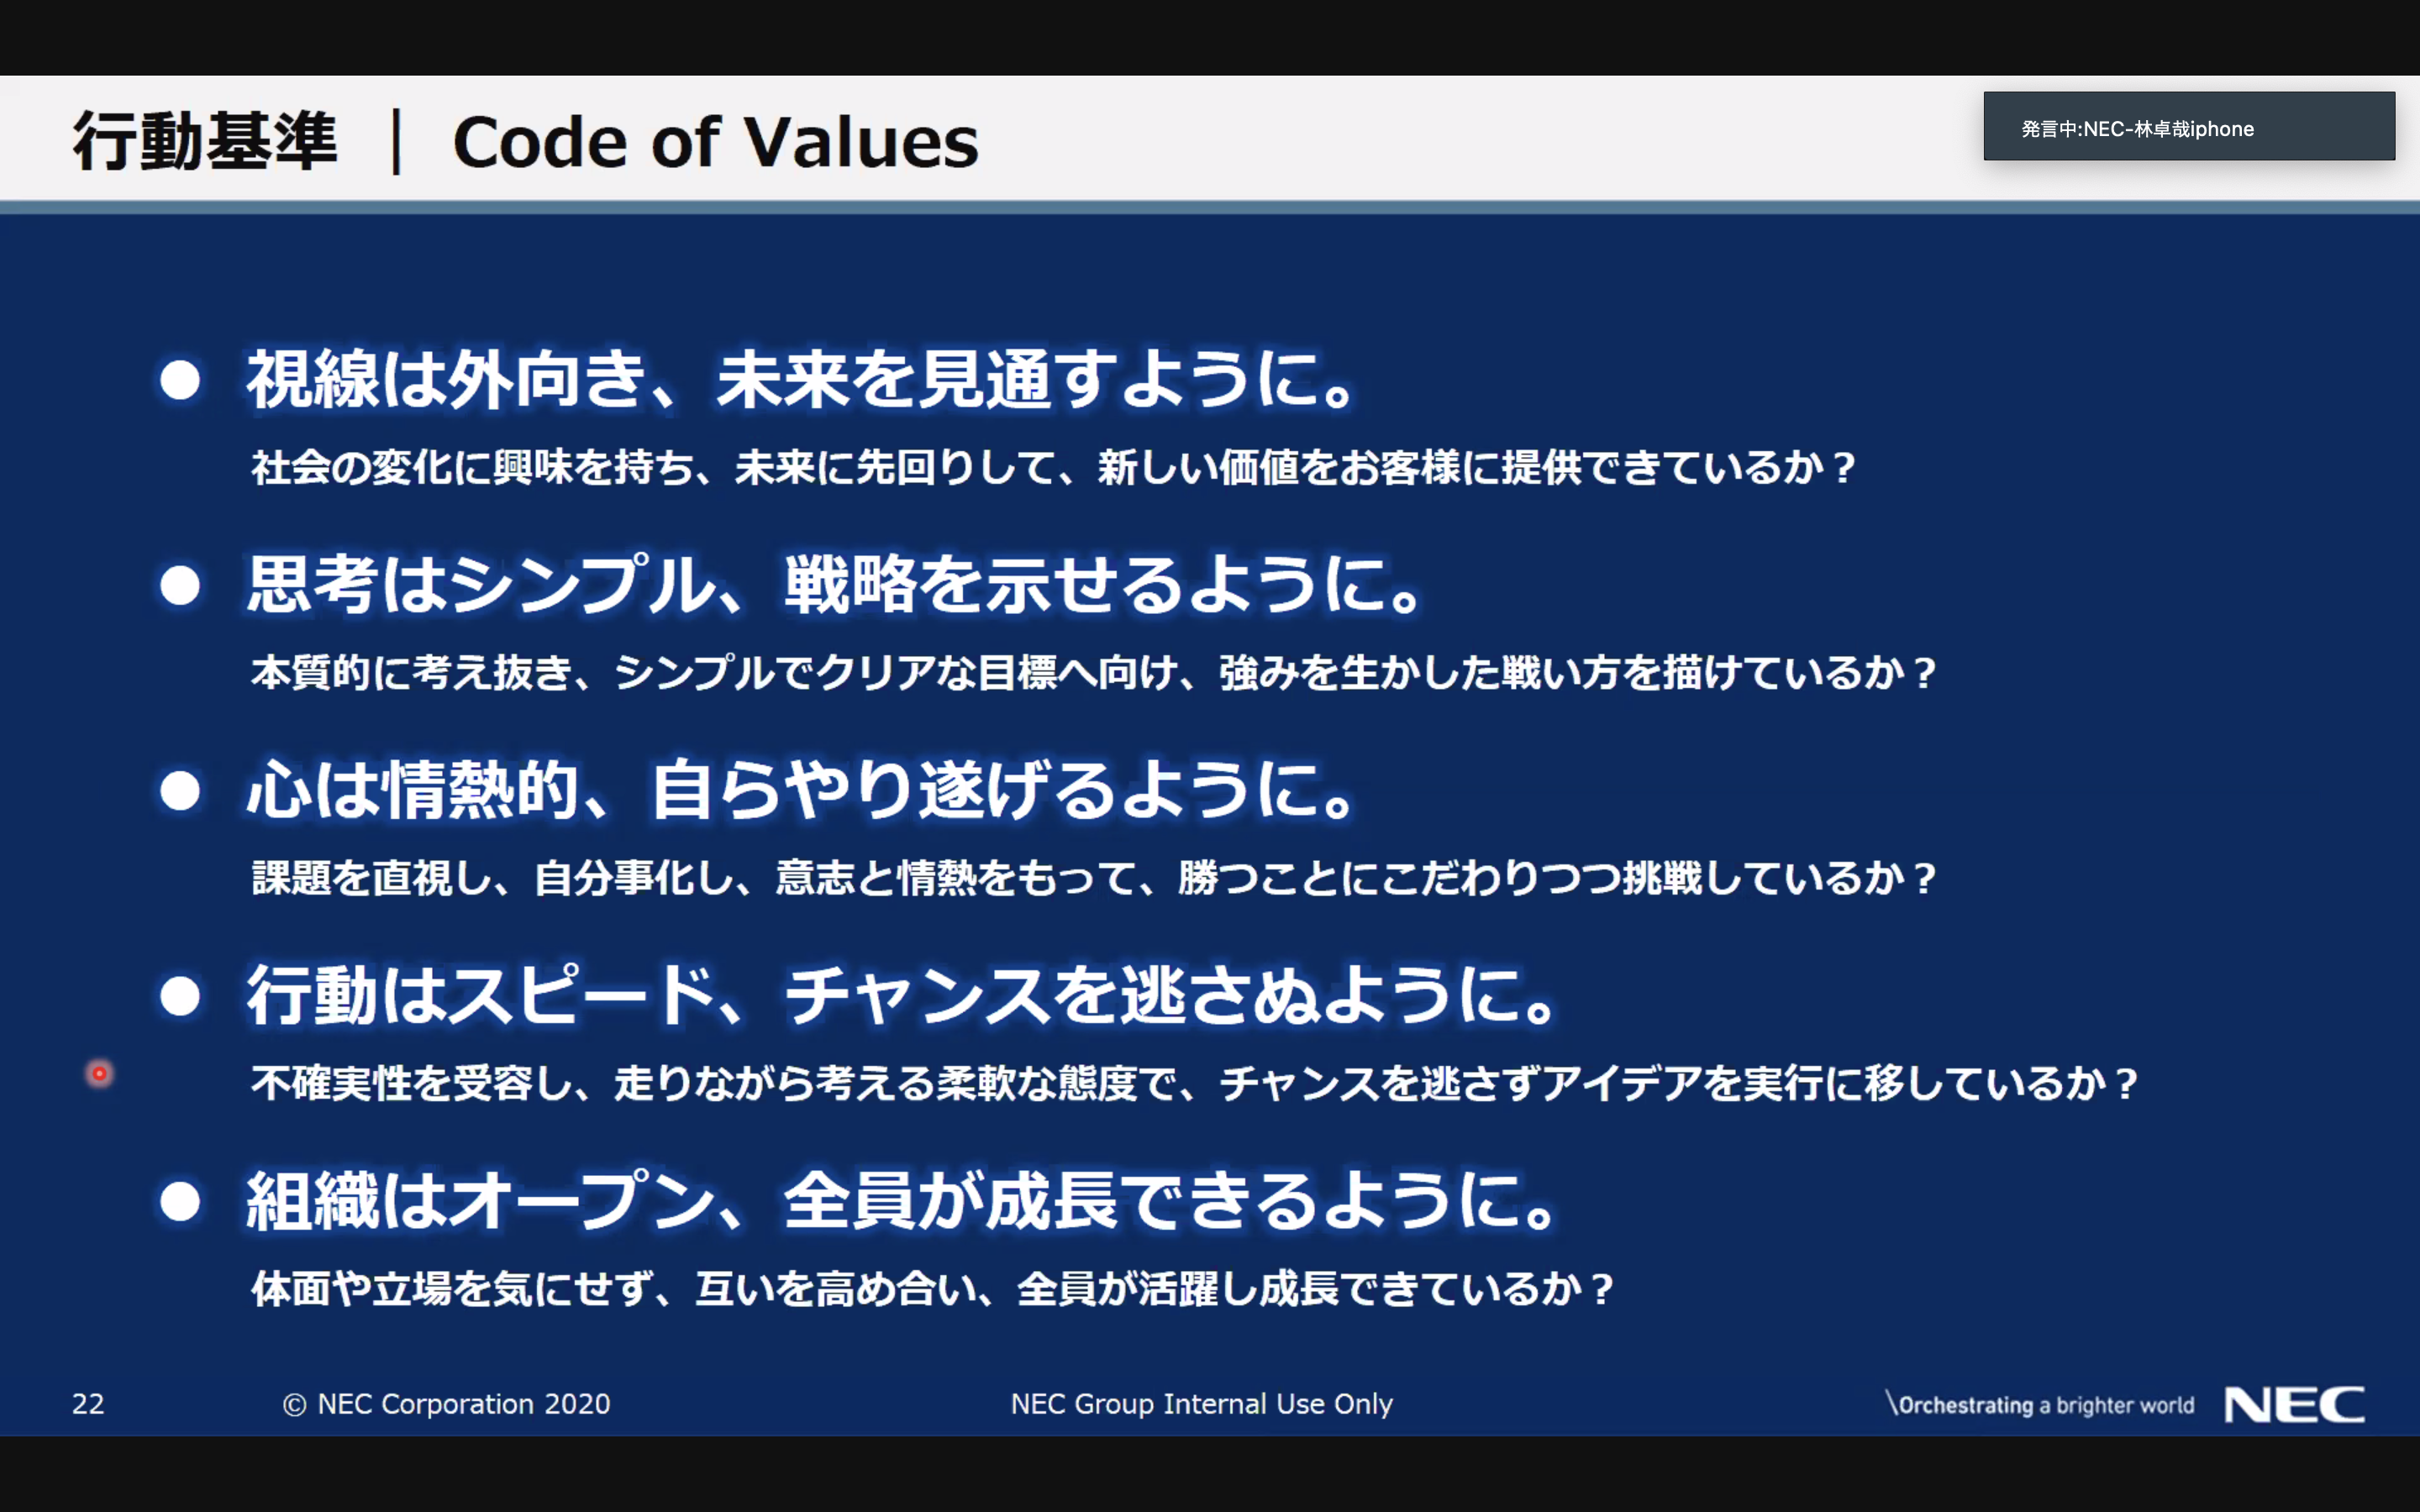 行動基準 | Code of Values
発言中:NEC-林卓哉iphone
● 視線は外向き、未来を見通すように。
社会の変化に興味を持ち、未来に先回りして、新しい価値をお客様に提供できているか？
● 思考はシンプル、戦略を示せるように。
本質的に考え抜き、シンプルでクリアな目標へ向け、強みを生かした戦い方を描けているか？
● 心は情熱的、自らやり遂げるように。
課題を直視し、自分事化し、意志と情熱をもって、勝つことにこだわりつつ挑戦しているか？
● 行動はスピード、チャンスを逃さぬように。
不確実性を受容し、走りながら考える柔軟な態度で、チャンスを逃さずアイデアを実行に移しているか？
● 組織はオープン、全員が成長できるように。
体面や立場を気にせず、互いを高め合い、全員が活躍し成長できているか？
22 © NEC Corporation 2020 NEC Group Internal Use Only \Orchestrating a brighter world NEC